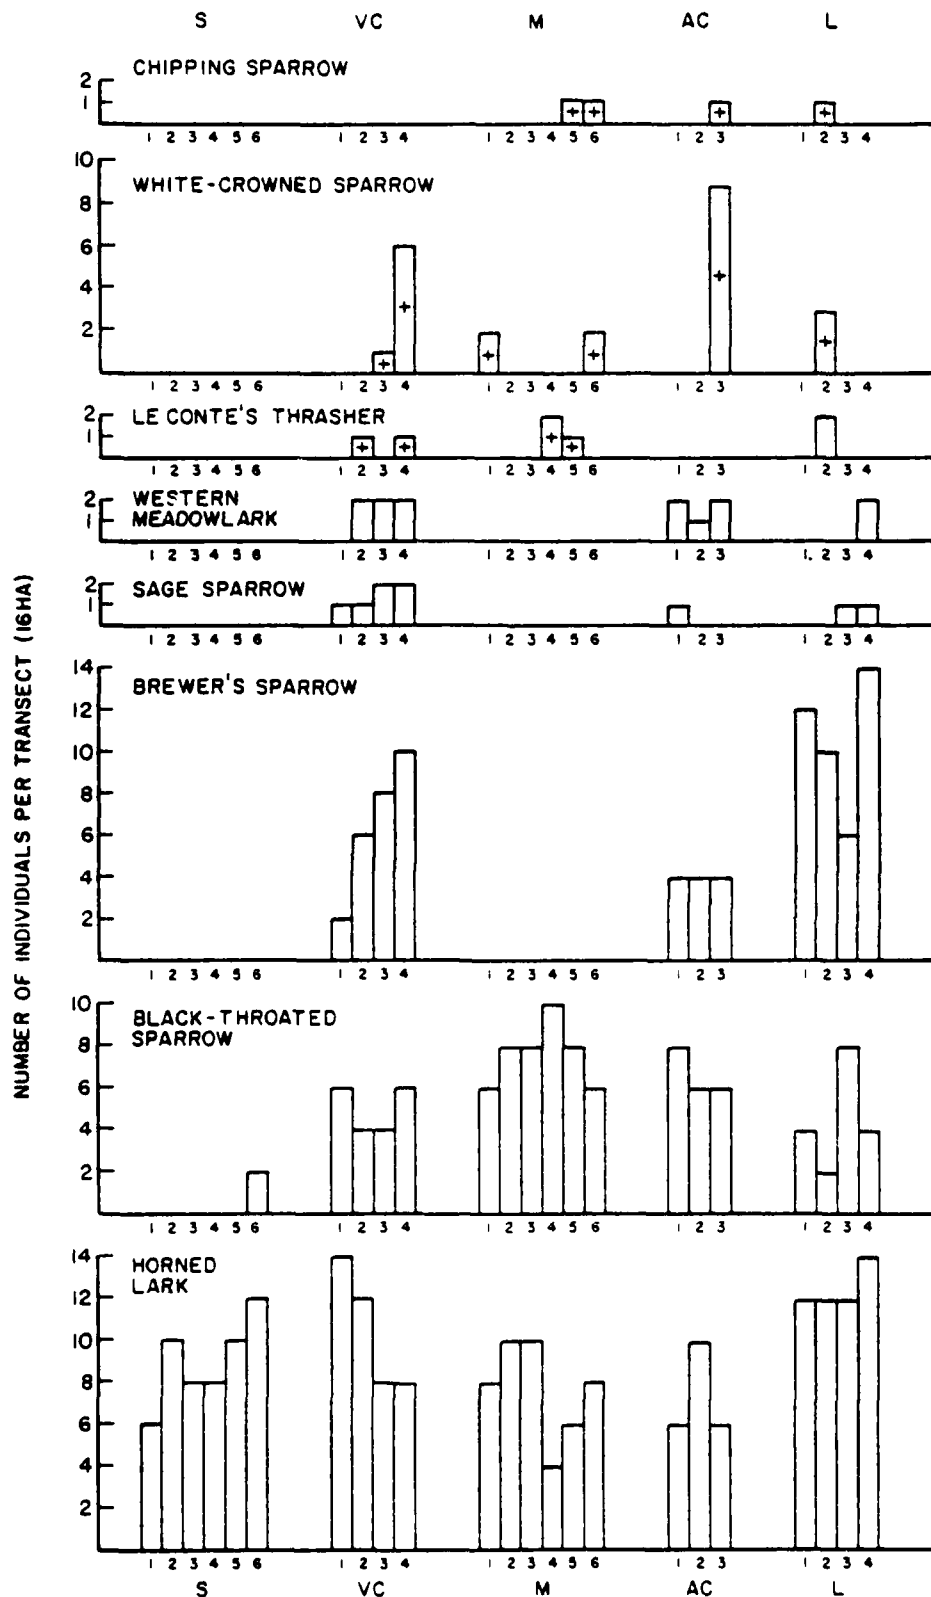 S VC M AC L
CHIPPING SPARROW
2
1
1 2 3 4 5 6 1 2 3 4 1 2 3 4 5 6 1 2 3 1 2 3 4
WHITE-CROWNED SPARROW
10
8
6
4
2
1 2 3 4 5 6 1 2 3 4 1 2 3 4 5 6 1 2 3 1 2 3 4
LE CONTE'S THRASHER
2
1
1 2 3 4 5 6 1 2 3 4 1 2 3 4 5 6 1 2 3 1 2 3 4
WESTERN
MEADOWLARK
2
1
1 2 3 4 5 6 1 2 3 4 1 2 3 4 5 6 1 2 3 1. 2 3 4
SAGE SPARROW
2
1
1 2 3 4 5 6 1 2 3 4 1 2 3 4 5 6 1 2 3 1 2 3 4
BREWER'S SPARROW
14
12
10
8
6
4
2
1 2 3 4 5 6 1 2 3 4 1 2 3 4 5 6 1 2 3 1 2 3 4
BLACK-THROATED
SPARROW
10
8
6
4
2
1 2 3 4 5 6 1 2 3 4 1 2 3 4 5 6 1 2 3 1 2 3 4
HORNED
LARK
14
12
10
8
6
4
2
1 2 3 4 5 6 1 2 3 4 1 2 3 4 5 6 1 2 3 1 2 3 4
S VC M AC L
NUMBER OF INDIVIDUALS PER TRANSECT (16HA)